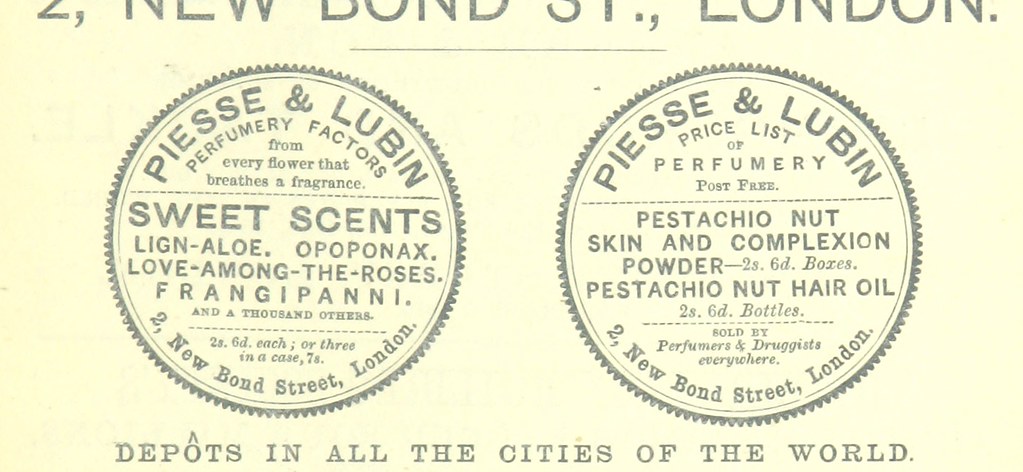 2, NEW BOND ST., LONDON.
PIESSE & LUBIN
PERFUMERY FACTORS
from
every flower that
breathes a fragrance.
SWEET SCENTS
LIGN-ALOE. OPOPONAX.
LOVE-AMONG-THE-ROSES.
FRANGIPANNI.
AND A THOUSAND OTHERS.
2s. 6d. each; or three
in a case, 7s.
2, New Bond Street, London.
PIESSE & LUBIN
PRICE LIST
OF
PERFUMERY
POST FREE.
PESTACHIO NUT
SKIN AND COMPLEXION
POWDER—2s. 6d. Boxes.
PESTACHIO NUT HAIR OIL
2s. 6d. Bottles.
SOLD BY
Perfumers & Druggists
everywhere.
2, New Bond Street, London.
DEPÔTS IN ALL THE CITIES OF THE WORLD.